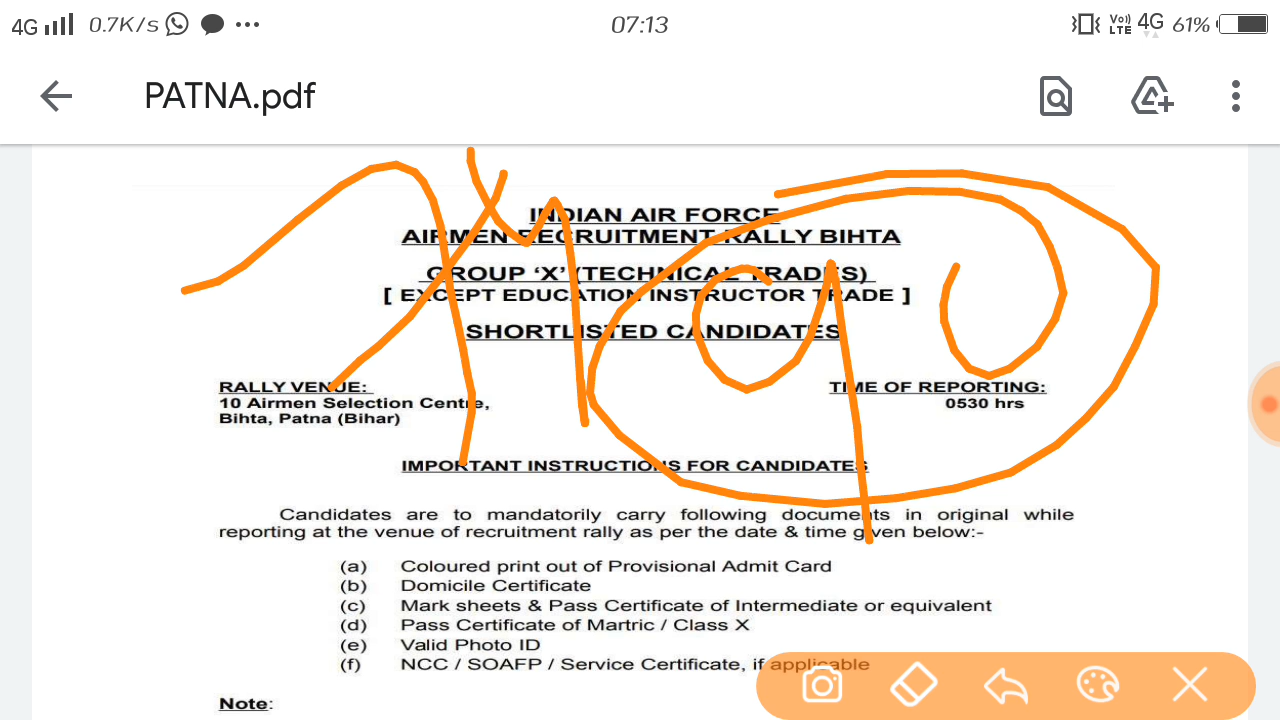 4G 0.7K/s 07:13 Vo)) LTE 4G 61%
PATNA.pdf
INDIAN AIR FORCE
AIRMEN RECRUITMENT RALLY BIHTA
GROUP ‘X’ (TECHNICAL TRADES)
[ EXCEPT EDUCATION INSTRUCTOR TRADE ]
SHORTLISTED CANDIDATES
RALLY VENUE: TIME OF REPORTING:
10 Airmen Selection Centre, 0530 hrs
Bihta, Patna (Bihar)
IMPORTANT INSTRUCTIONS FOR CANDIDATES
Candidates are to mandatorily carry following documents in original while
reporting at the venue of recruitment rally as per the date & time given below:-
(a) Coloured print out of Provisional Admit Card
(b) Domicile Certificate
(c) Mark sheets & Pass Certificate of Intermediate or equivalent
(d) Pass Certificate of Martric / Class X
(e) Valid Photo ID
(f) NCC / SOAFP / Service Certificate, if applicable
Note: